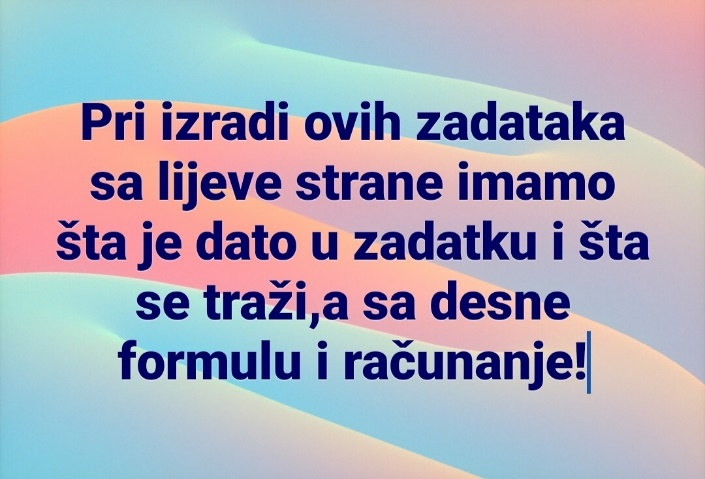 Pri izradi ovih zadataka
sa lijeve strane imamo
šta je dato u zadatku i šta
se traži,a sa desne
formulu i računanje!